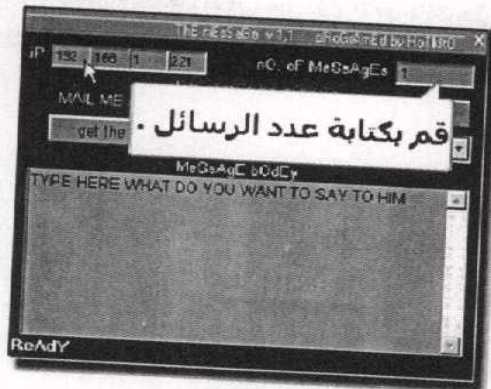 ThE mEsSaGe v 1,1
iP 192 168 1 221 nO. oF MeSsAgEs 1
MAIL ME
قم بكتابة عدد الرسائل .
get the
MeSsAgE bOdEy
TYPE HERE WHAT DO YOU WANT TO SAY TO HIM
ReAdY